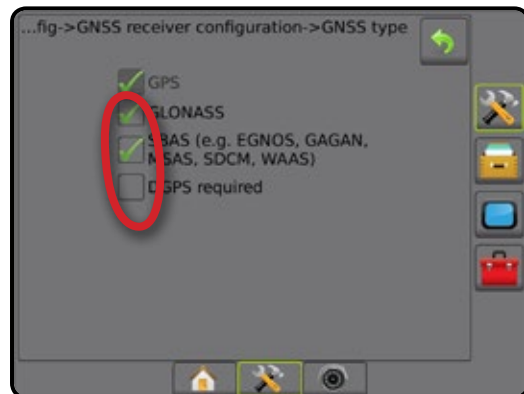 ...fig->GNSS receiver configuration->GNSS type
GPS
GLONASS
SBAS (e.g. EGNOS, GAGAN,
MSAS, SDCM, WAAS)
DGPS required